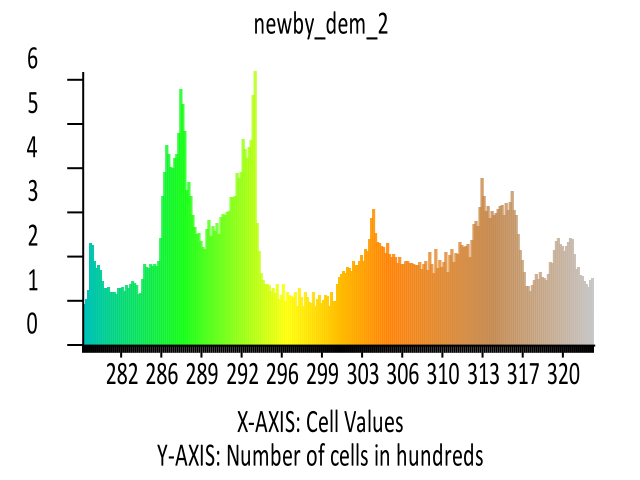 newby_dem_2
6
5
4
3
2
1
0
282 286 289 292 296 299 303 306 310 313 317 320
X-AXIS: Cell Values
Y-AXIS: Number of cells in hundreds